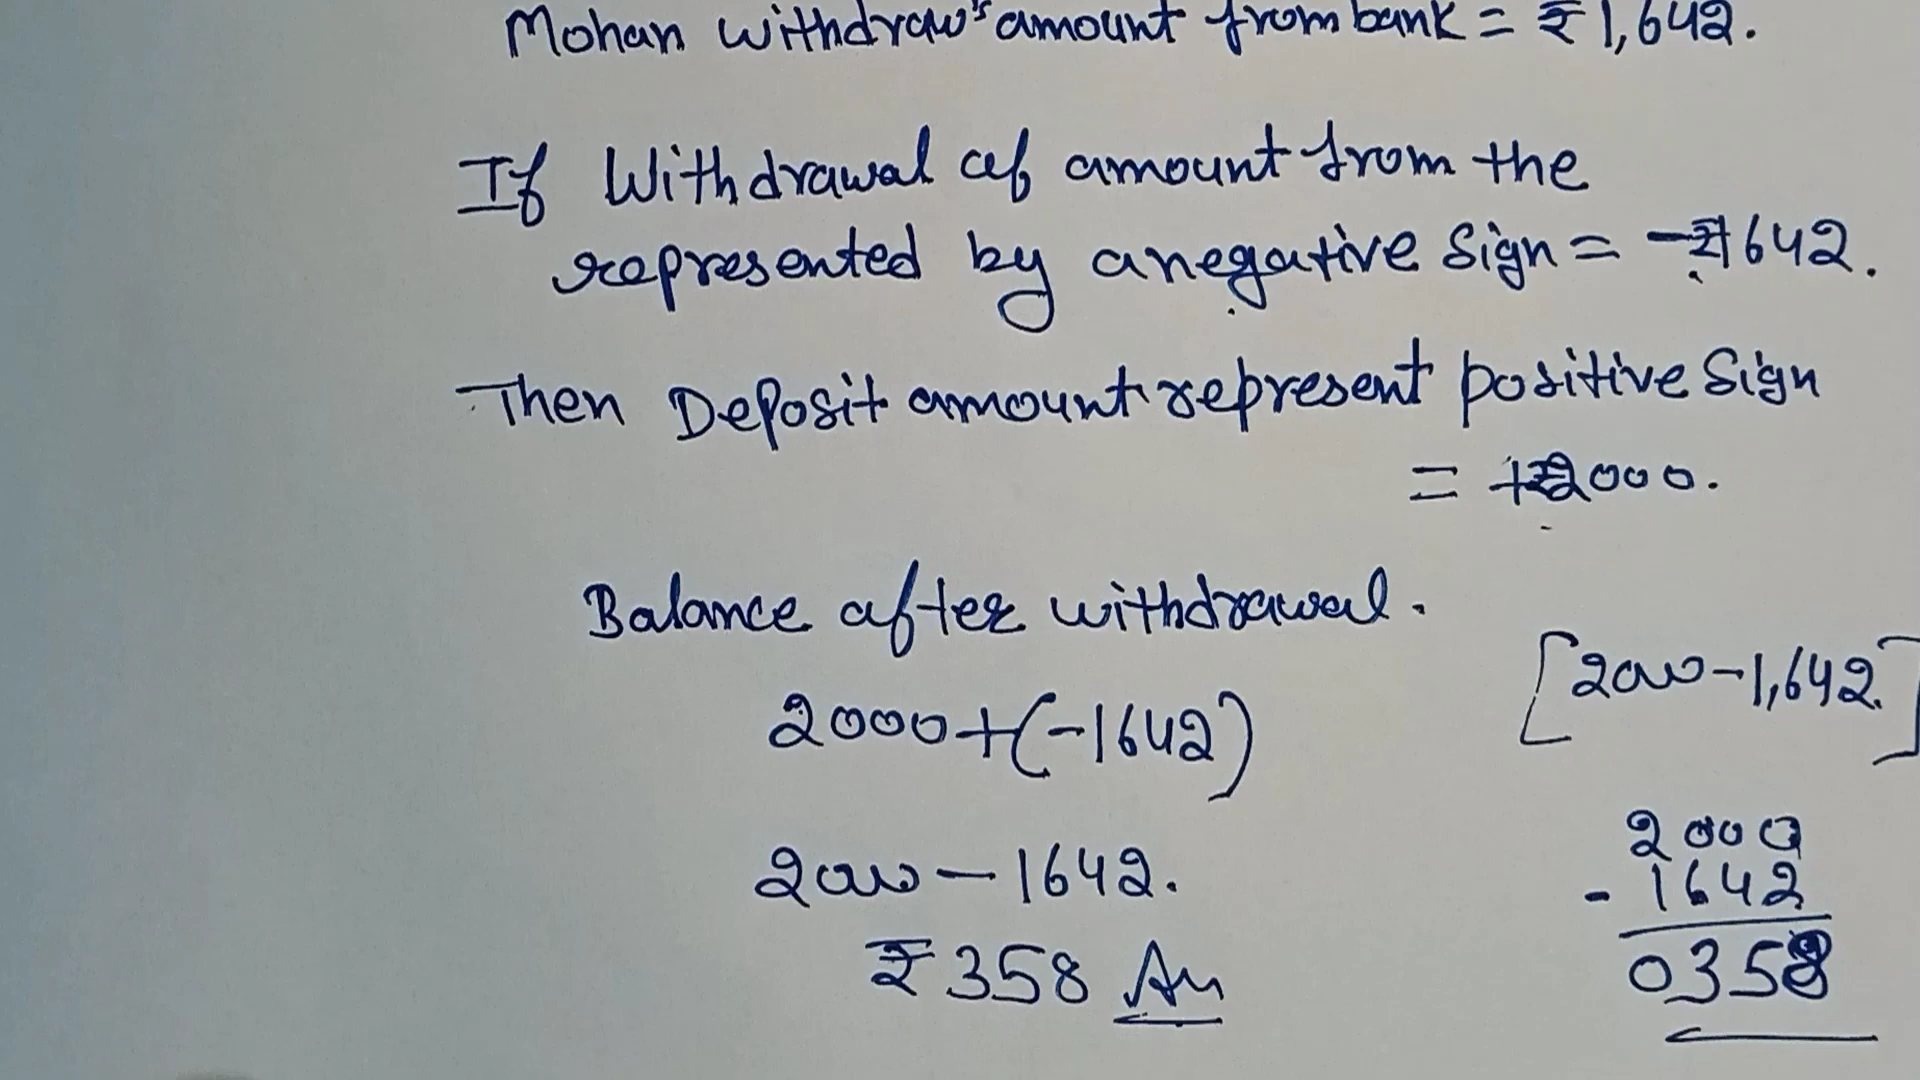 Mohan withdraw's amount from bank = ₹1,642.
If Withdrawal of amount from the
represented by a negative Sign = -₹1642.
Then Deposit amount represent positive Sign
= +₹2000.
Balance after withdrawal.
2000+(-1642)
[2000-1,642]
2000 - 1642.
₹358 An
2000
- 1642
0358